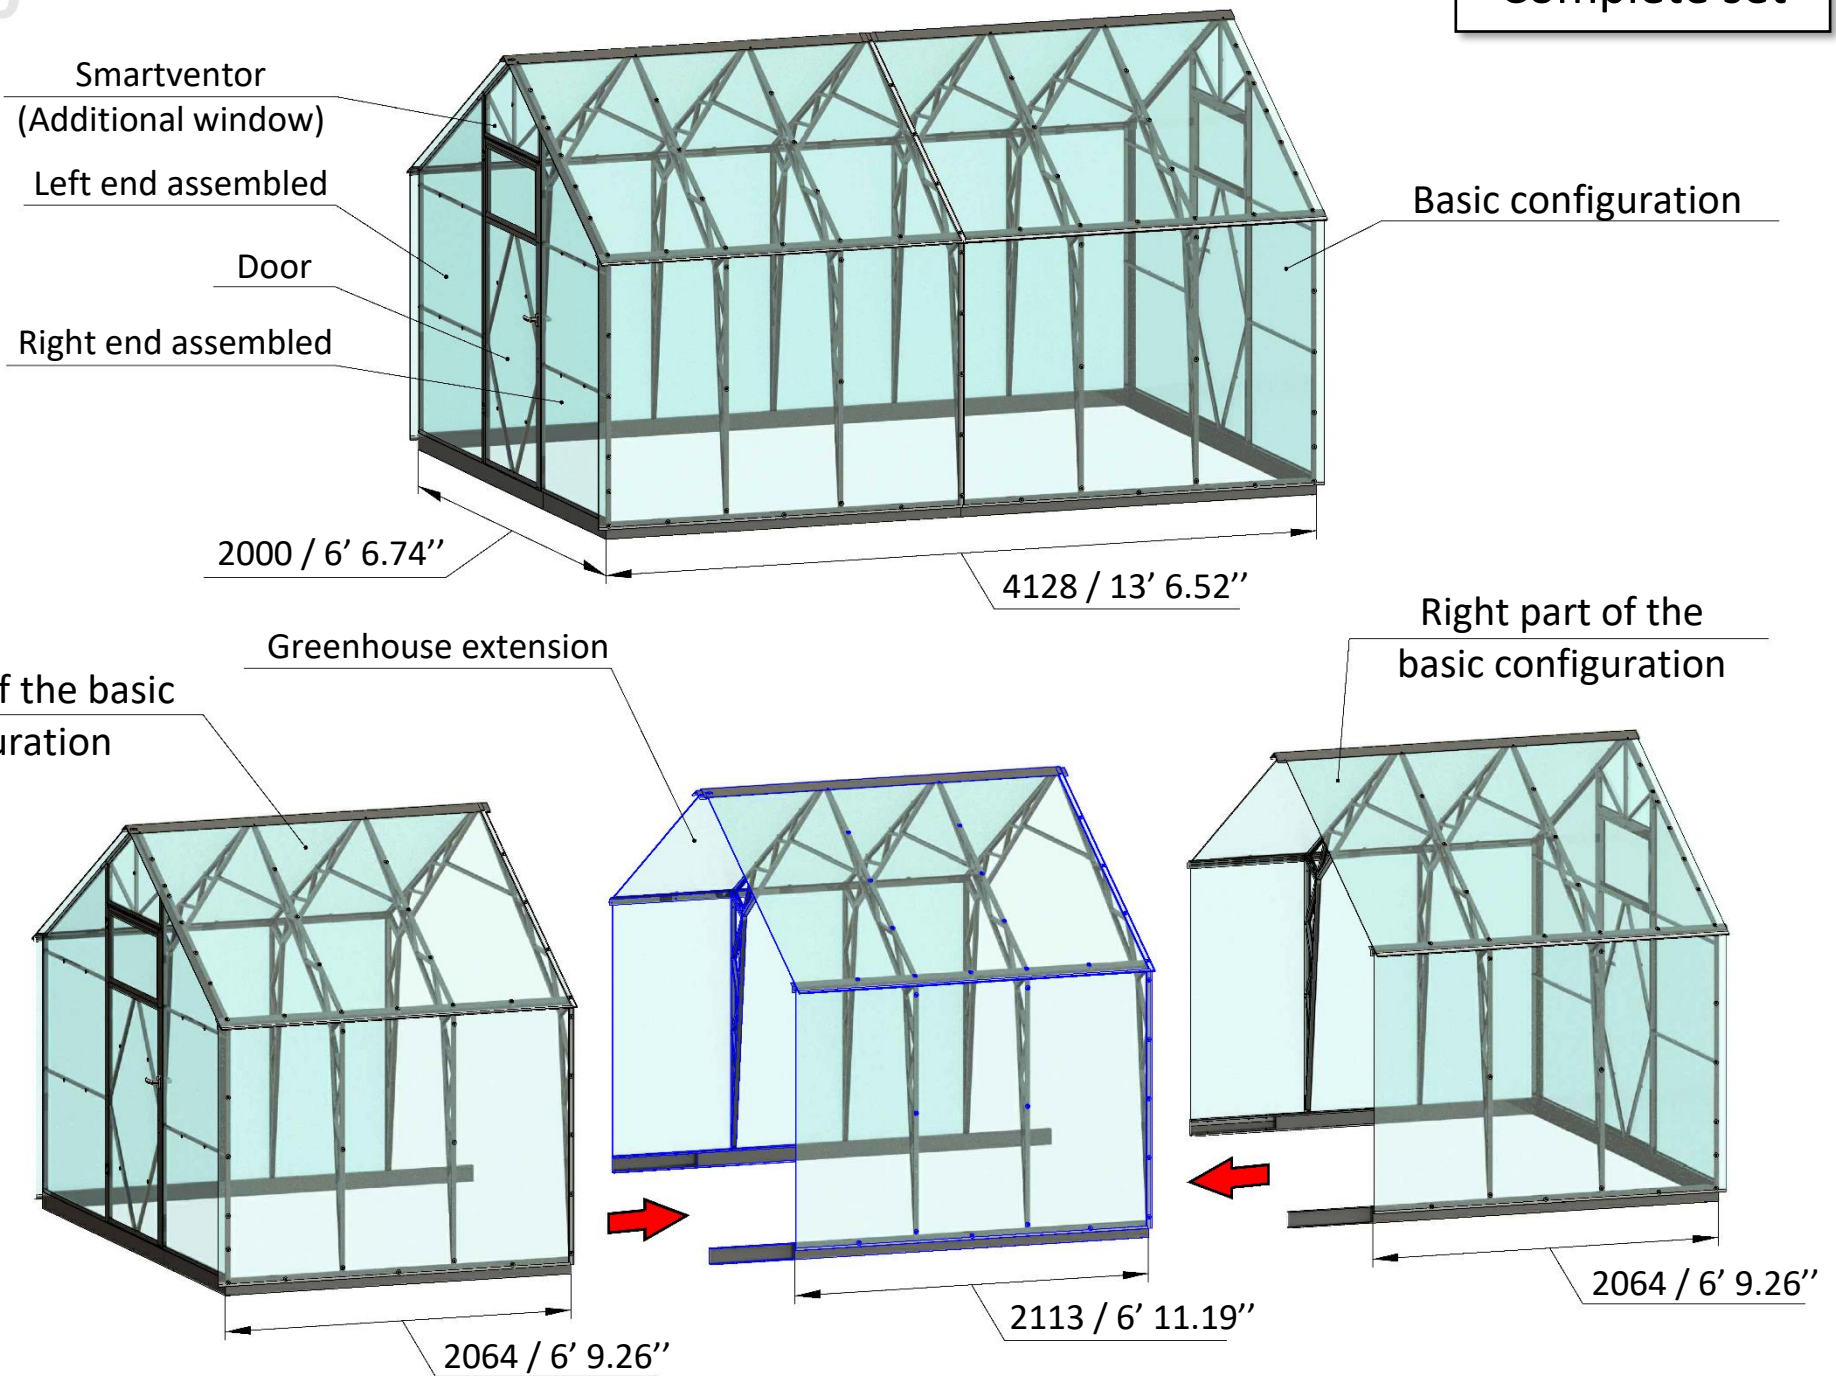 Complete set
Smartventor
(Additional window)
Left end assembled
Door
Right end assembled
Basic configuration
2000 / 6’ 6.74’’
4128 / 13’ 6.52’’
Greenhouse extension
Right part of the
basic configuration
the basic
2064 / 6’ 9.26’’
2113 / 6’ 11.19’’
2064 / 6’ 9.26’’